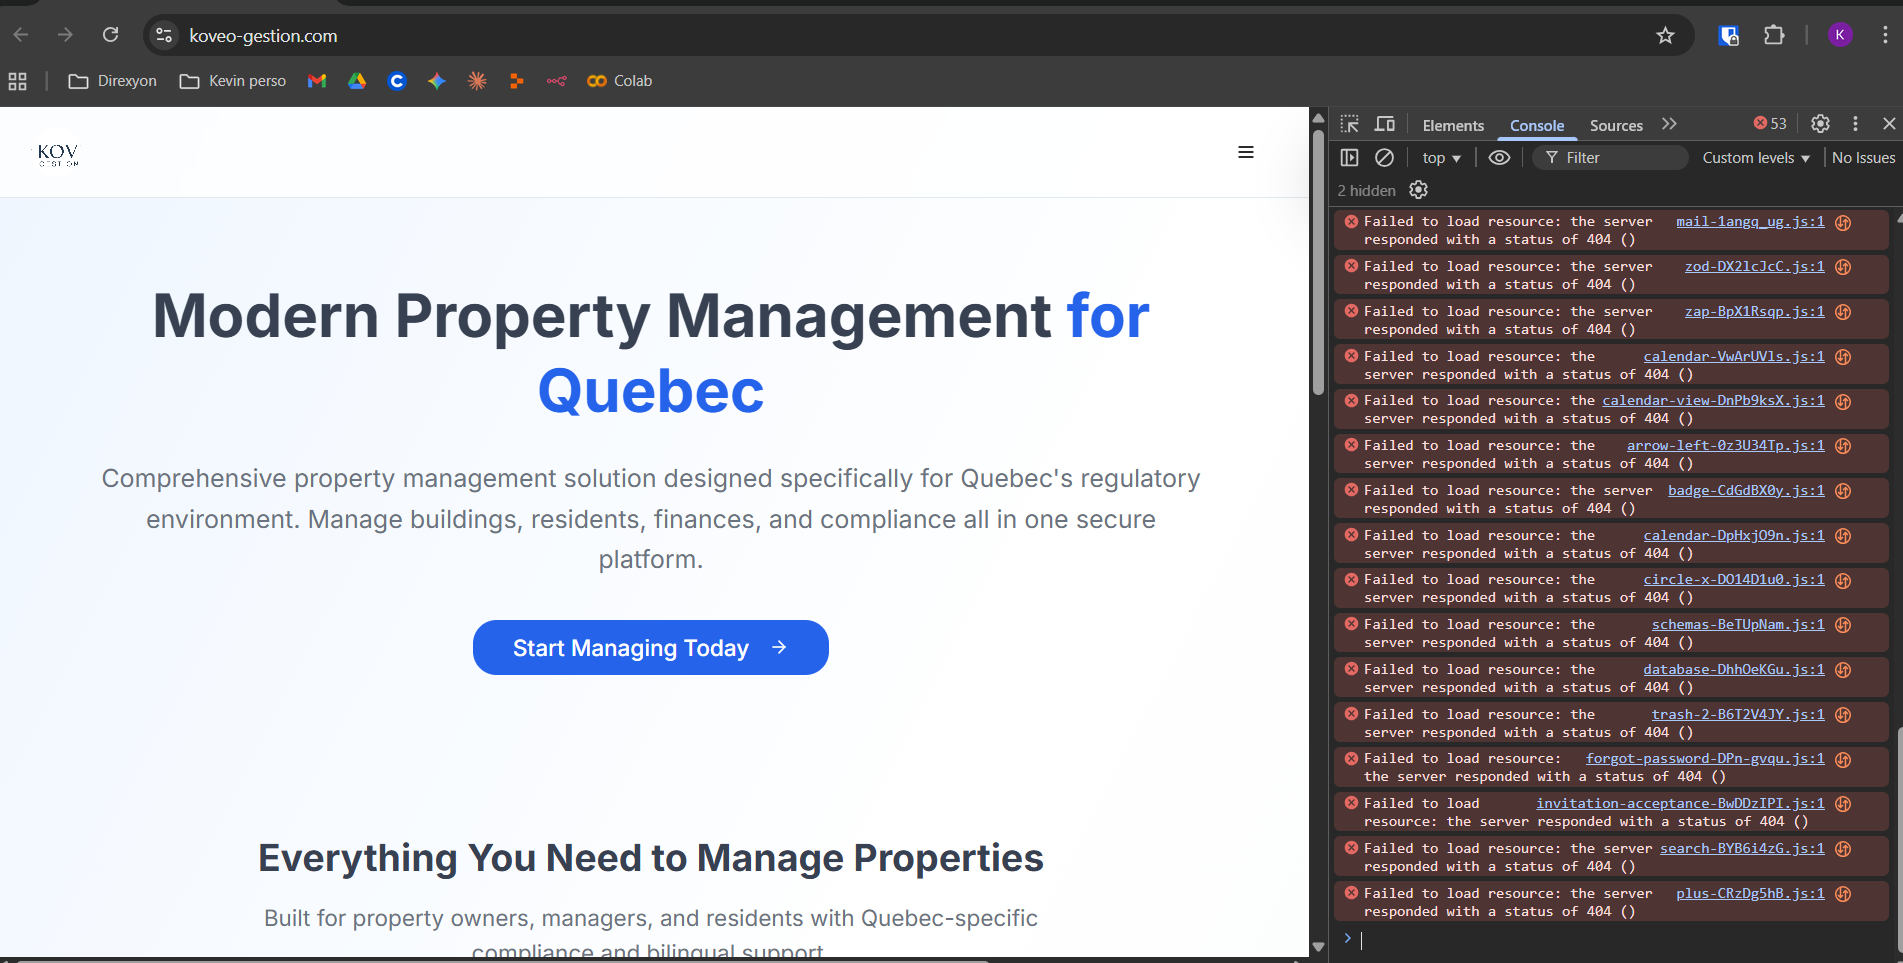 koveo-gestion.com
Direxyon
Kevin perso
Colab
K
KOV
GESTION
Modern Property Management for
Quebec
Comprehensive property management solution designed specifically for Quebec's regulatory
environment. Manage buildings, residents, finances, and compliance all in one secure
platform.
Start Managing Today
Everything You Need to Manage Properties
Built for property owners, managers, and residents with Quebec-specific
compliance and bilingual support
Elements Console Sources 53
top Filter Custom levels No Issues
2 hidden
Failed to load resource: the server mail-1angq_ug.js:1
responded with a status of 404 ()
Failed to load resource: the server zod-DX2lcJcC.js:1
responded with a status of 404 ()
Failed to load resource: the server zap-BpX1Rsqp.js:1
responded with a status of 404 ()
Failed to load resource: the calendar-VwArUVls.js:1
server responded with a status of 404 ()
Failed to load resource: the calendar-view-DnPb9ksX.js:1
server responded with a status of 404 ()
Failed to load resource: the arrow-left-0z3U34Tp.js:1
server responded with a status of 404 ()
Failed to load resource: the server badge-CdGdBX0y.js:1
responded with a status of 404 ()
Failed to load resource: the calendar-DpHxjO9n.js:1
server responded with a status of 404 ()
Failed to load resource: the circle-x-DO14D1u0.js:1
server responded with a status of 404 ()
Failed to load resource: the schemas-BeTUpNam.js:1
server responded with a status of 404 ()
Failed to load resource: the database-DhhOeKGu.js:1
server responded with a status of 404 ()
Failed to load resource: the trash-2-B6T2V4JY.js:1
server responded with a status of 404 ()
Failed to load resource: forgot-password-DPn-gvqu.js:1
the server responded with a status of 404 ()
Failed to load invitation-acceptance-BwDDzIPI.js:1
resource: the server responded with a status of 404 ()
Failed to load resource: the server search-BYB6i4zG.js:1
responded with a status of 404 ()
Failed to load resource: the server plus-CRzDg5hB.js:1
responded with a status of 404 ()